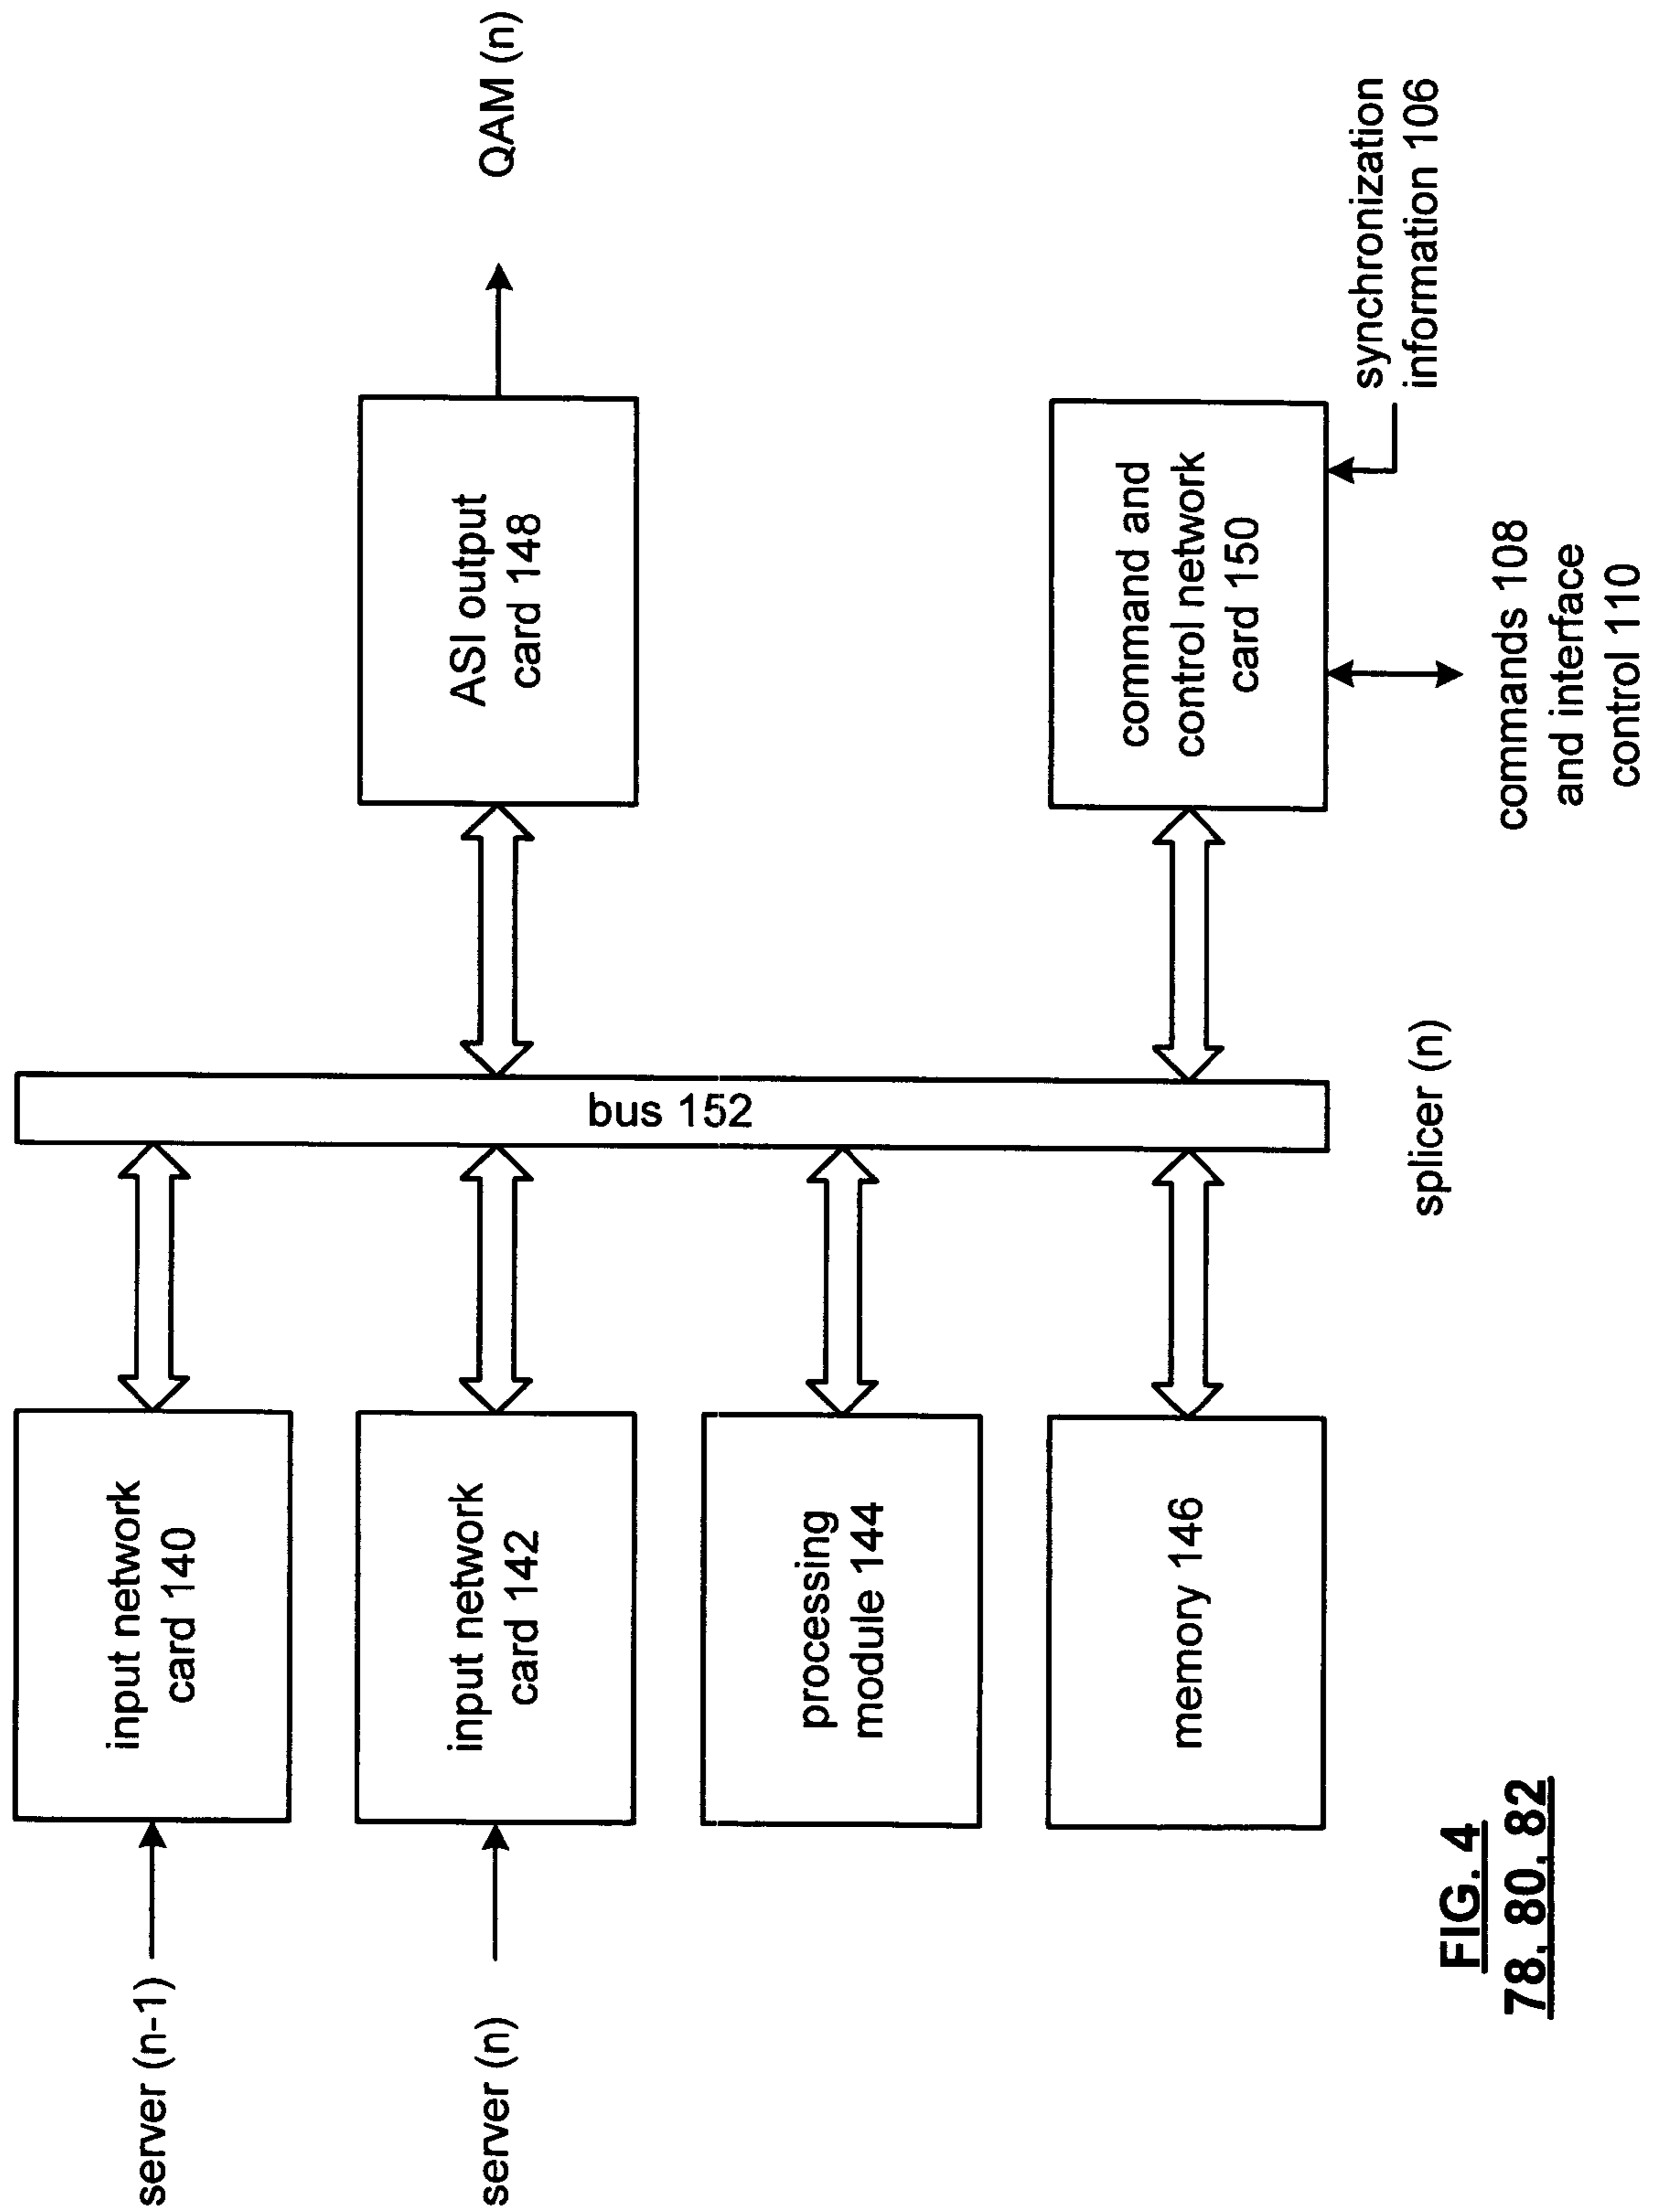 server (n-1)
input network
card 140
server (n)
input network
card 142
processing
module 144
memory 146
bus 152
ASI output
card 148
QAM (n)
command and
control network
card 150
synchronization
information 106
commands 108
and interface
control 110
splicer (n)
FIG. 4
78, 80, 82